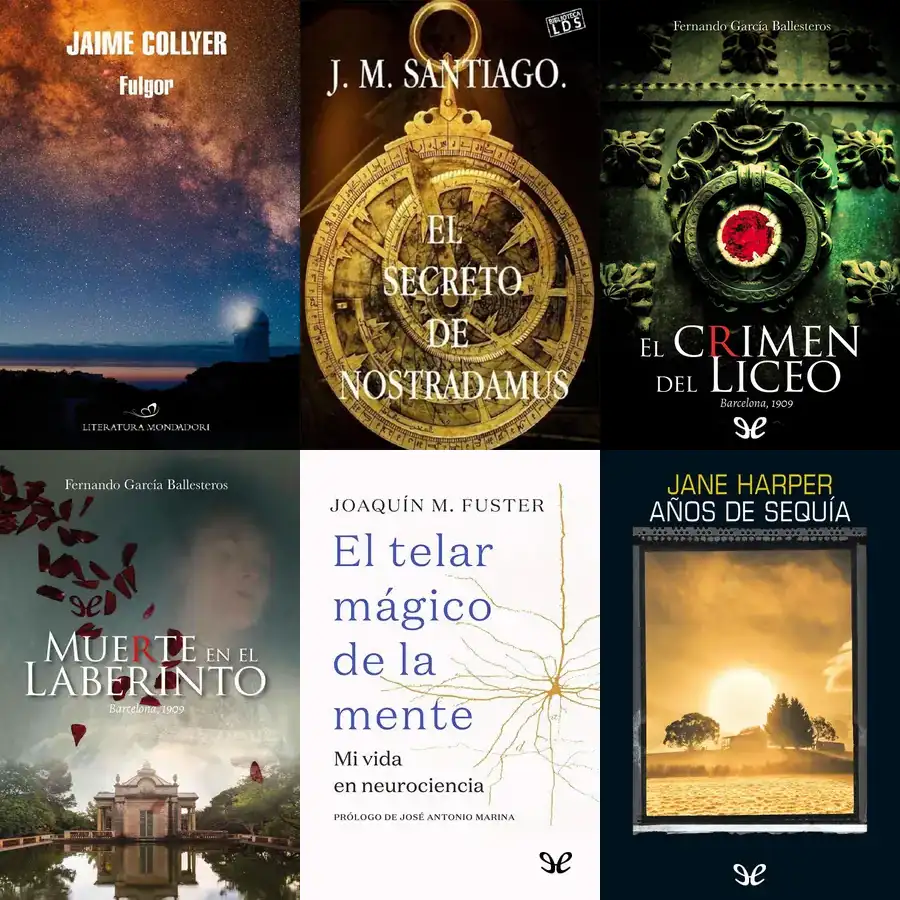 JAIME COLLYER
Fulgor
LITERATURA MONDADORI
BIBLIOTECA
LDS
J. M. SANTIAGO.
EL
SECRETO
DE
NOSTRADAMUS
Fernando García Ballesteros
EL CRIMEN
DEL LICEO
Barcelona, 1909
Fernando García Ballesteros
MUERTE EN EL
LABERINTO
Barcelona, 1909
JOAQUÍN M. FUSTER
El telar
mágico
de la
mente
Mi vida
en neurociencia
PRÓLOGO DE JOSÉ ANTONIO MARINA
JANE HARPER
AÑOS DE SEQUÍA